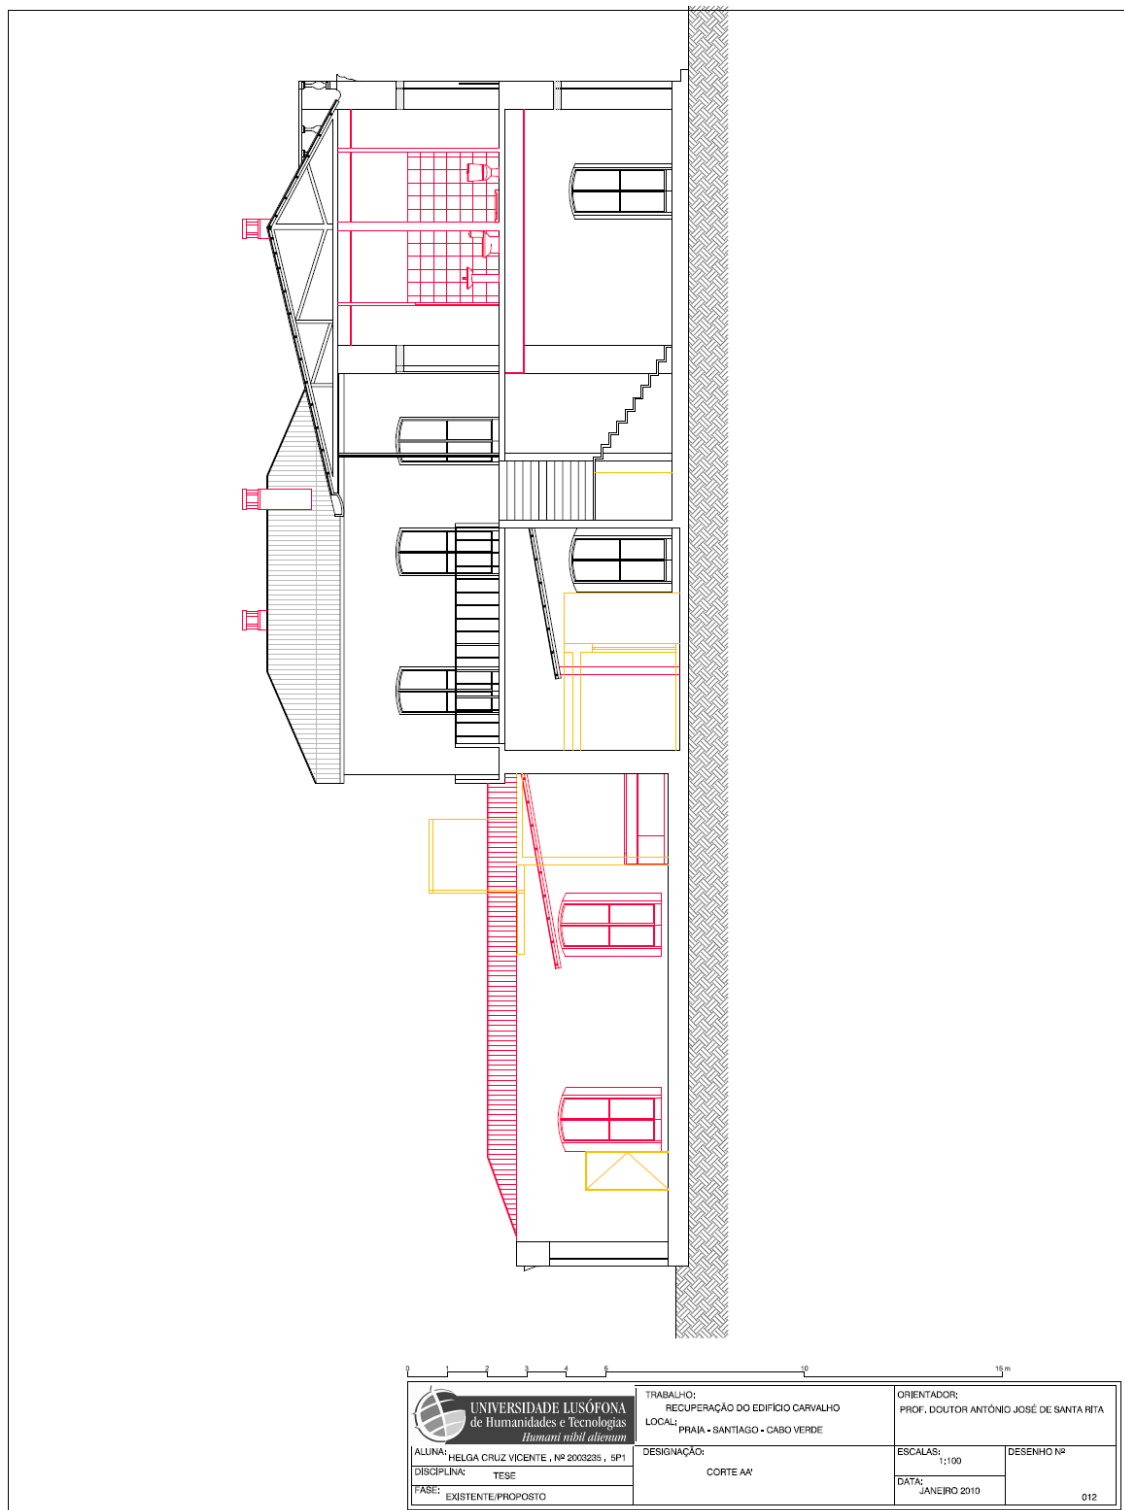 0 1 2 3 4 5 10 15 m
UNIVERSIDADE LUSÓFONA
de Humanidades e Tecnologias
Humani nihil alienum
ALUNA: HELGA CRUZ VICENTE , Nº 2003235 , 5P1
DISCIPLINA: TESE
FASE: EXISTENTE/PROPOSTO
TRABALHO:
RECUPERAÇÃO DO EDIFÍCIO CARVALHO
LOCAL:
PRAIA - SANTIAGO - CABO VERDE
DESIGNAÇÃO:
CORTE AA'
ORIENTADOR:
PROF. DOUTOR ANTÓNIO JOSÉ DE SANTA RITA
ESCALAS:
1:100
DATA:
JANEIRO 2010
DESENHO Nº
012